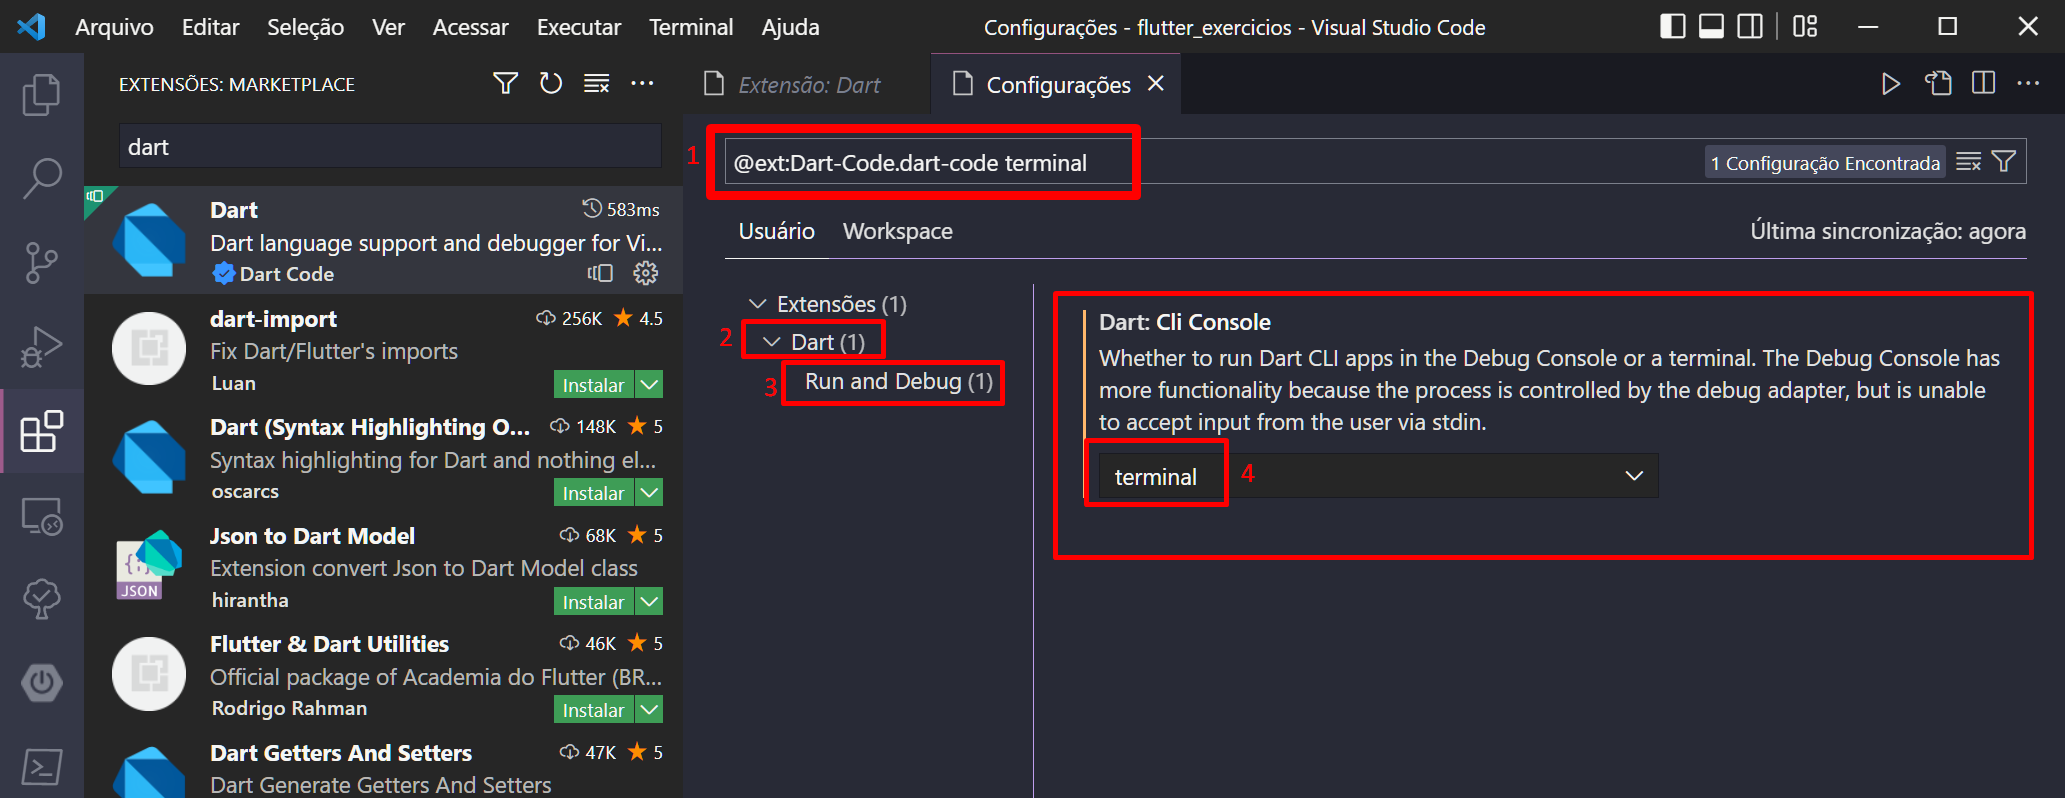 Arquivo Editar Seleção Ver Acessar Executar Terminal Ajuda
Configurações - flutter_exercicios - Visual Studio Code
EXTENSÕES: MARKETPLACE
dart
Dart
583ms
Dart language support and debugger for Vi...
Dart Code
dart-import
256K 4.5
Fix Dart/Flutter's imports
Luan
Instalar
Dart (Syntax Highlighting O...
148K 5
Syntax highlighting for Dart and nothing el...
oscarcs
Instalar
{ }
JSON
Json to Dart Model
68K 5
Extension convert Json to Dart Model class
hirantha
Instalar
Flutter & Dart Utilities
46K 5
Official package of Academia do Flutter (BR...
Rodrigo Rahman
Instalar
Dart Getters And Setters
47K 5
Dart Generate Getters And Setters
Extensão: Dart
Configurações
1
@ext:Dart-Code.dart-code terminal
1 Configuração Encontrada
Usuário Workspace
Última sincronização: agora
Extensões (1)
2
Dart (1)
3
Run and Debug (1)
Dart: Cli Console
Whether to run Dart CLI apps in the Debug Console or a terminal. The Debug Console has
more functionality because the process is controlled by the debug adapter, but is unable
to accept input from the user via stdin.
terminal
4